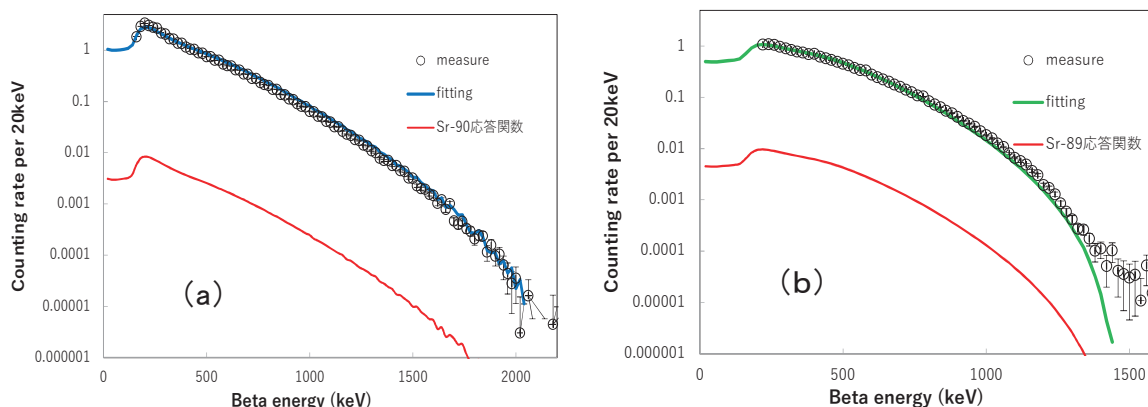 Counting rate per 20keV
1
0.1
0.01
0.001
0.0001
0.00001
0.000001
measure
fitting
Sr-90応答関数
(a)
0
500
1000
1500
2000
Beta energy (keV)
Counting rate per 20keV
1
0.1
0.01
0.001
0.0001
0.00001
0.000001
measure
fitting
Sr-89応答関数
(b)
0
500
1000
1500
Beta energy (keV)